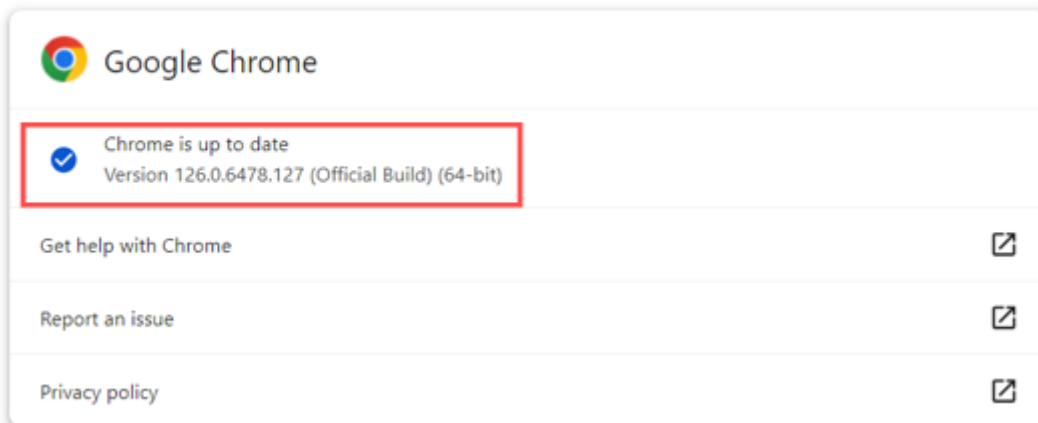 Google Chrome
Chrome is up to date
Version 126.0.6478.127 (Official Build) (64-bit)
Get help with Chrome
Report an issue
Privacy policy